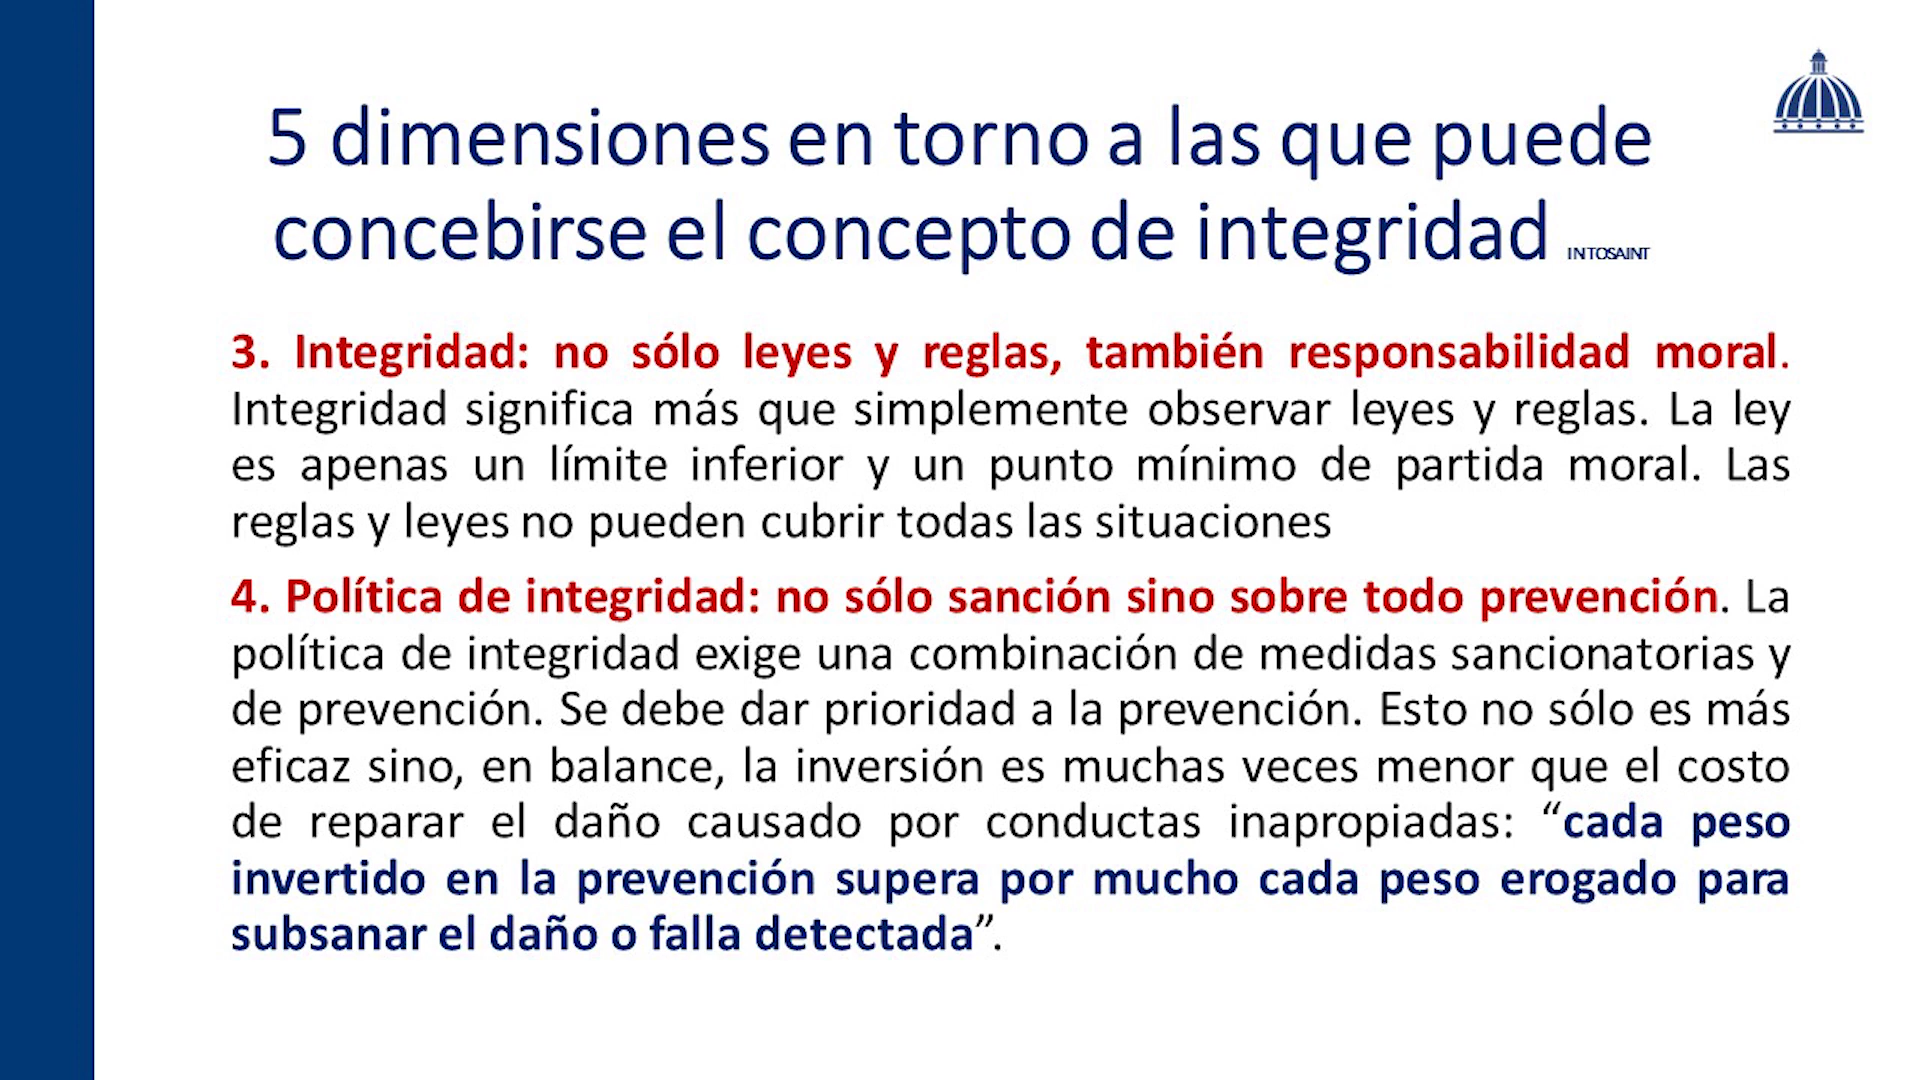 5 dimensiones en torno a las que puede
concebirse el concepto de integridad INTOSAINT
3. Integridad: no sólo leyes y reglas, también responsabilidad moral.
Integridad significa más que simplemente observar leyes y reglas. La ley
es apenas un límite inferior y un punto mínimo de partida moral. Las
reglas y leyes no pueden cubrir todas las situaciones
4. Política de integridad: no sólo sanción sino sobre todo prevención. La
política de integridad exige una combinación de medidas sancionatorias y
de prevención. Se debe dar prioridad a la prevención. Esto no sólo es más
eficaz sino, en balance, la inversión es muchas veces menor que el costo
de reparar el daño causado por conductas inapropiadas: “cada peso
invertido en la prevención supera por mucho cada peso erogado para
subsanar el daño o falla detectada”.